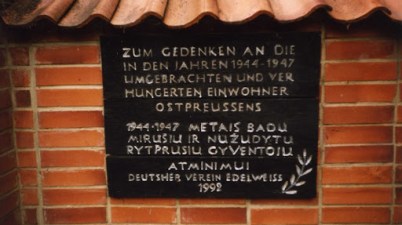 ZUM GEDENKEN AN DIE
IN DEN JAHREN 1944-1947
UMGEBRACHTEN UND VER
HUNGERTEN EINWOHNER
OSTPREUSSENS
1944-1947 METAIS BADU
MIRUSIU IR NUŽUDYTU
RYTPRUSIU GYVENTOJU
ATMINIMUI
DEUTSHER VEREIN EDELWEISS
1992